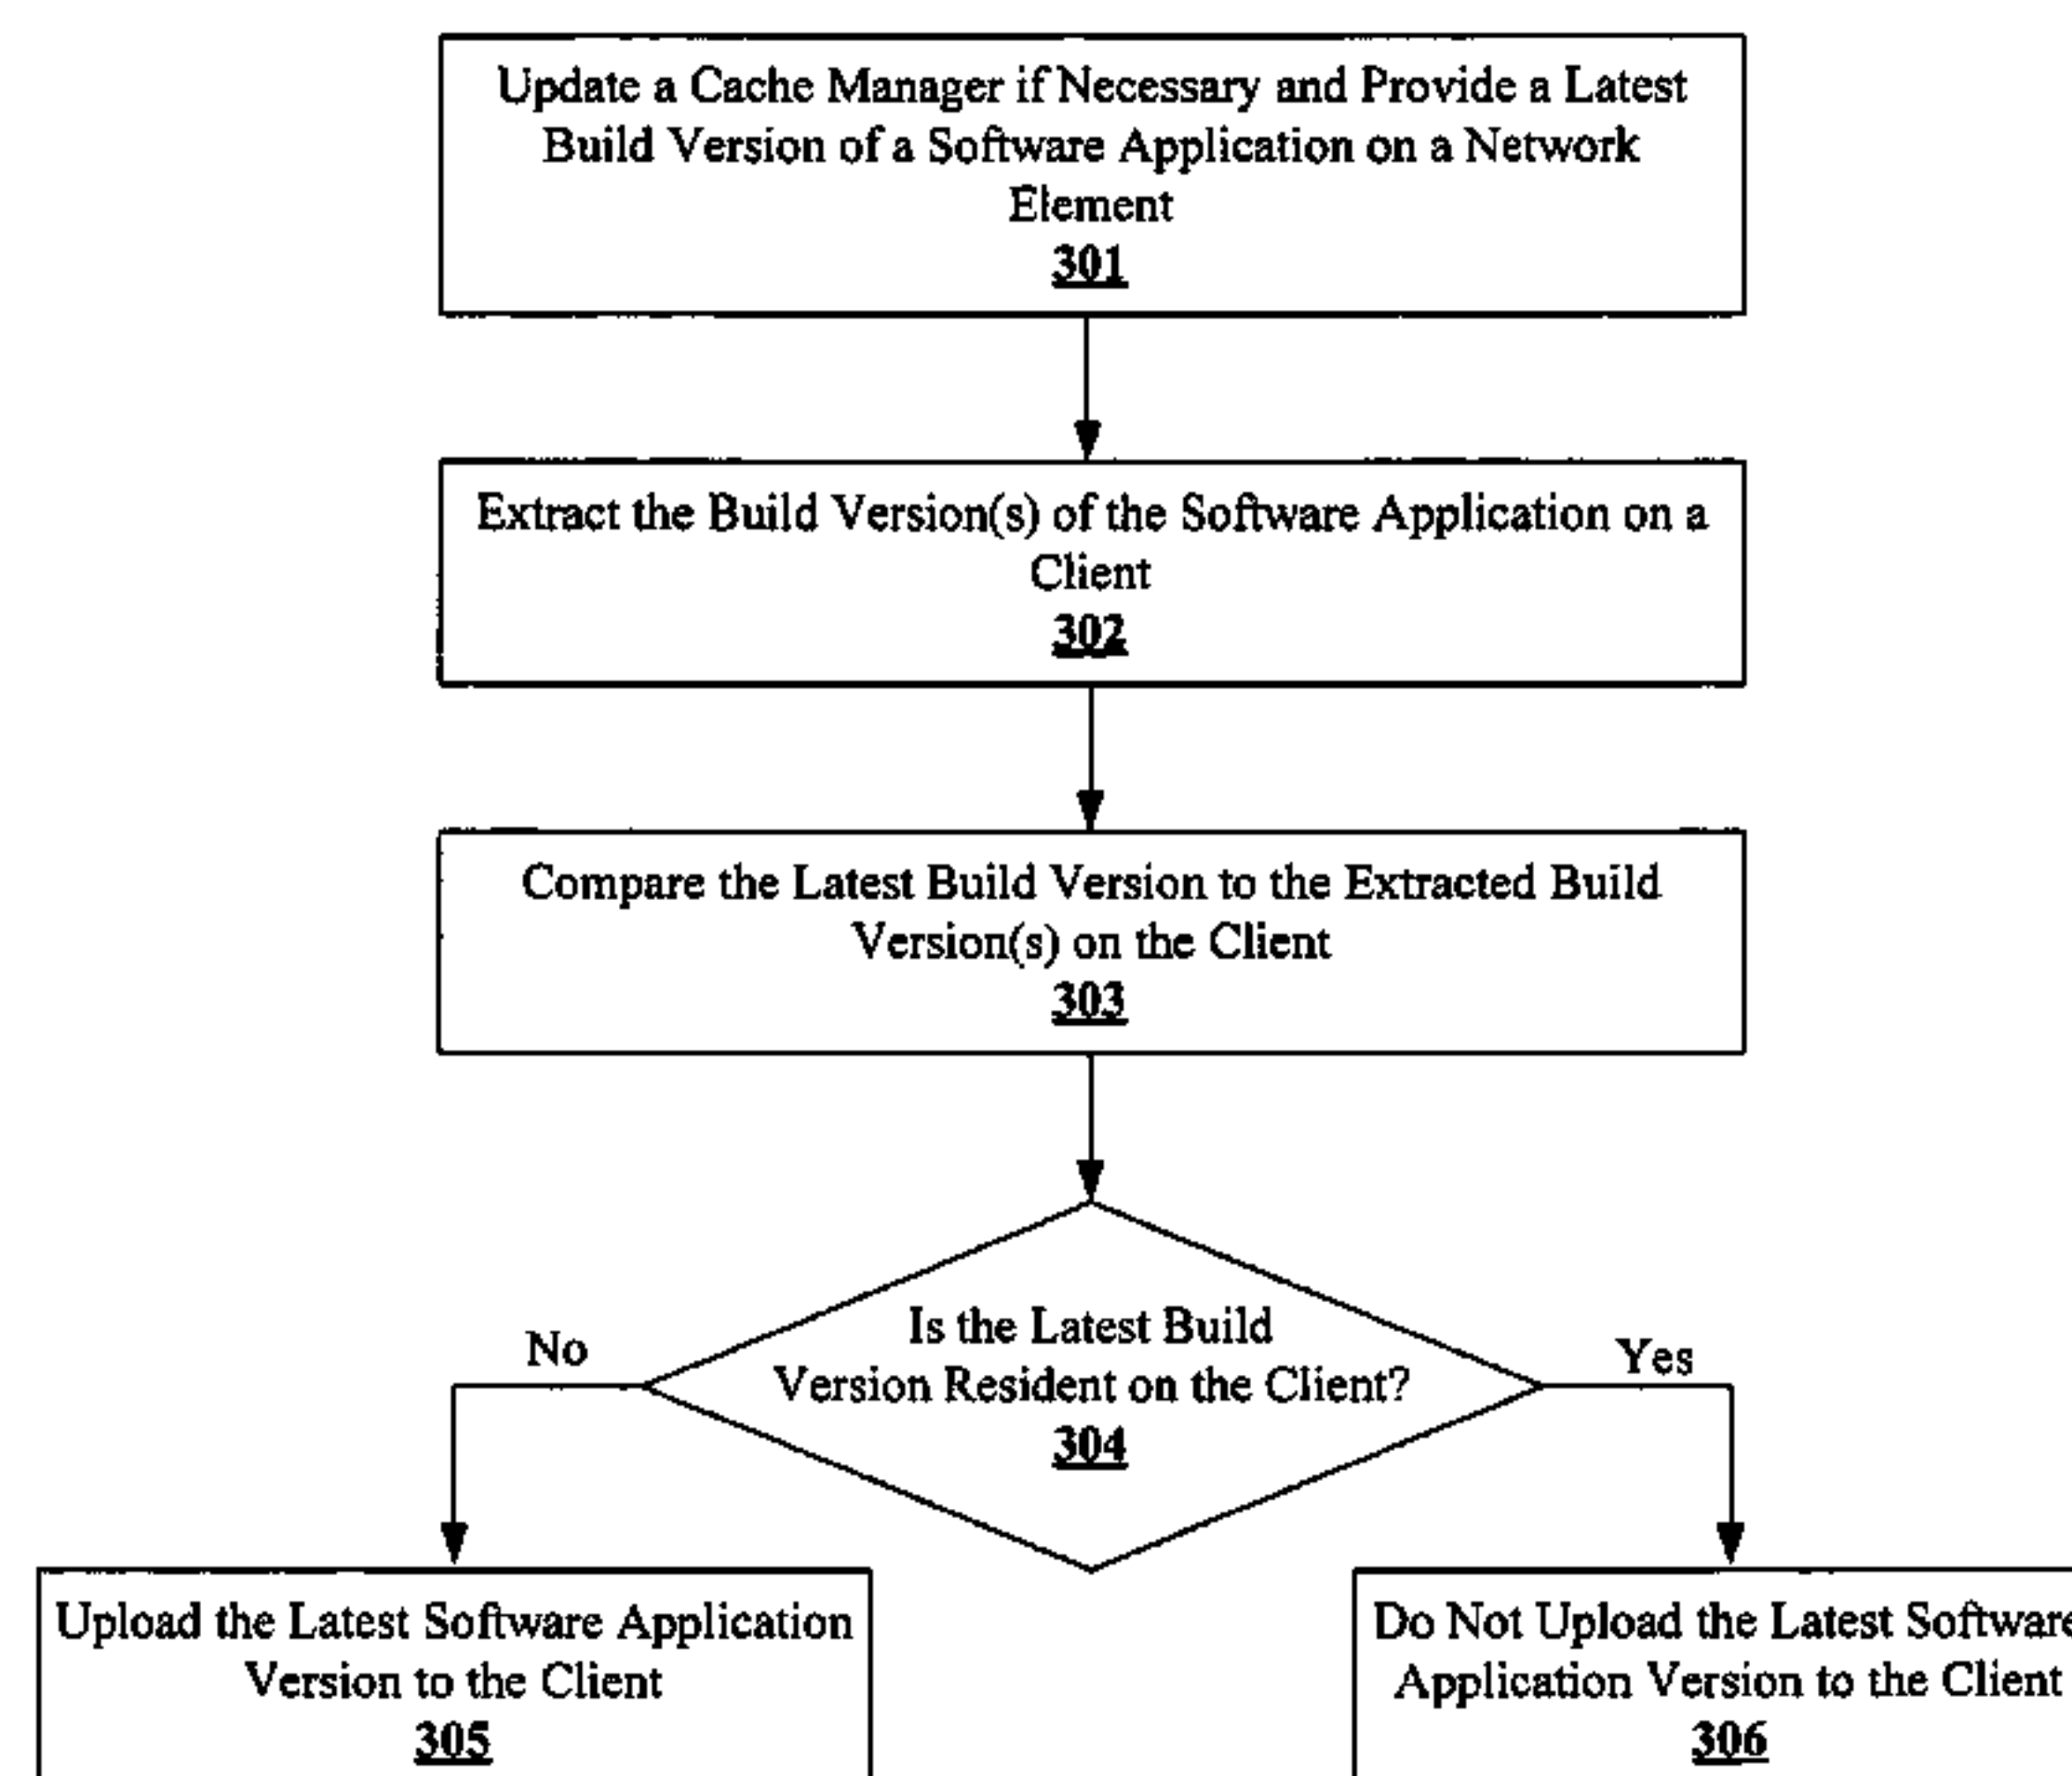 Update a Cache Manager if Necessary and Provide a Latest
Build Version of a Software Application on a Network
Element
301
Extract the Build Version(s) of the Software Application on a
Client
302
Compare the Latest Build Version to the Extracted Build
Version(s) on the Client
303
Is the Latest Build
Version Resident on the Client?
304
No
Yes
Upload the Latest Software Application
Version to the Client
305
Do Not Upload the Latest Software
Application Version to the Client
306